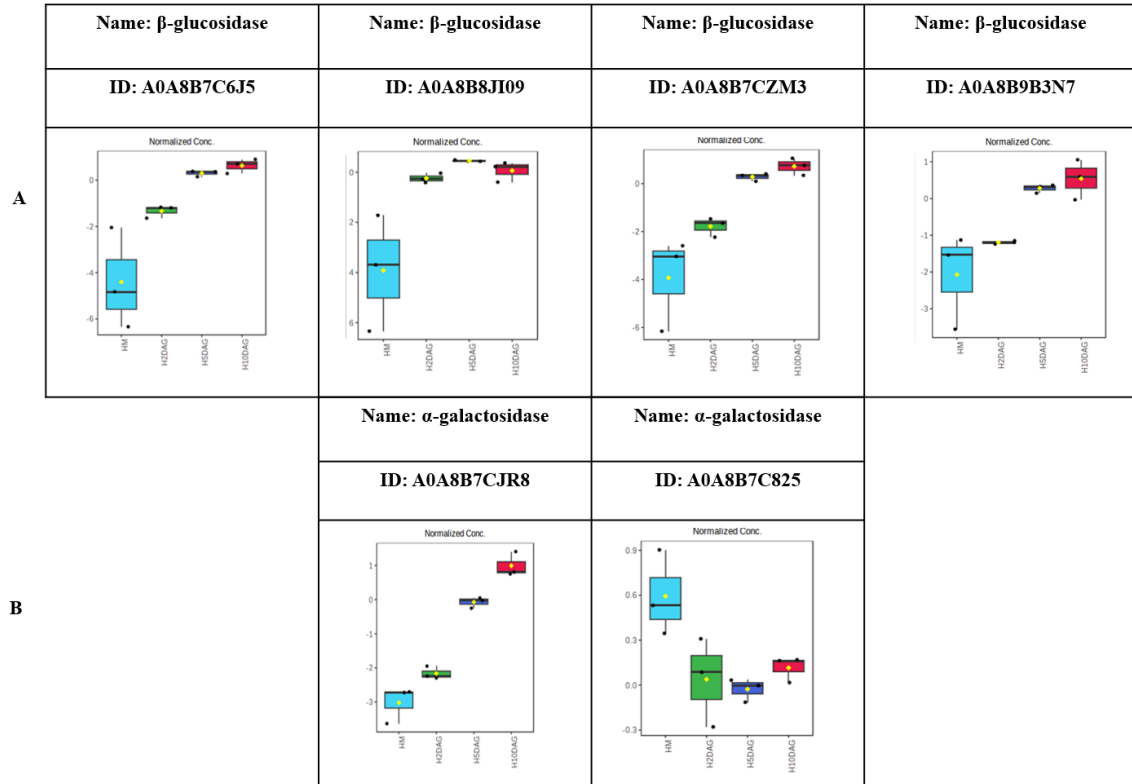 Name: β-glucosidase
Name: β-glucosidase
Name: β-glucosidase
Name: β-glucosidase
ID: A0A8B7C6J5
ID: A0A8B8JI09
ID: A0A8B7CZM3
ID: A0A8B9B3N7
A
Normalized Conc.
0
-2
-4
-6
HM
H2DAG
H5DAG
H10DAG
Normalized Conc.
0
2
4
6
HM
H2DAG
H5DAG
H10DAG
Normalized Conc.
0
-2
-4
-6
HM
H2DAG
H5DAG
H10DAG
Normalized Conc.
1
0
-1
-2
-3
HM
H2DAG
H5DAG
H10DAG
Name: α-galactosidase
Name: α-galactosidase
ID: A0A8B7CJR8
ID: A0A8B7C825
B
Normalized Conc.
1
0
-1
-2
-3
HM
H2DAG
H5DAG
H10DAG
Normalized Conc.
0.9
0.6
0.3
0.0
-0.3
HM
H2DAG
H5DAG
H10DAG